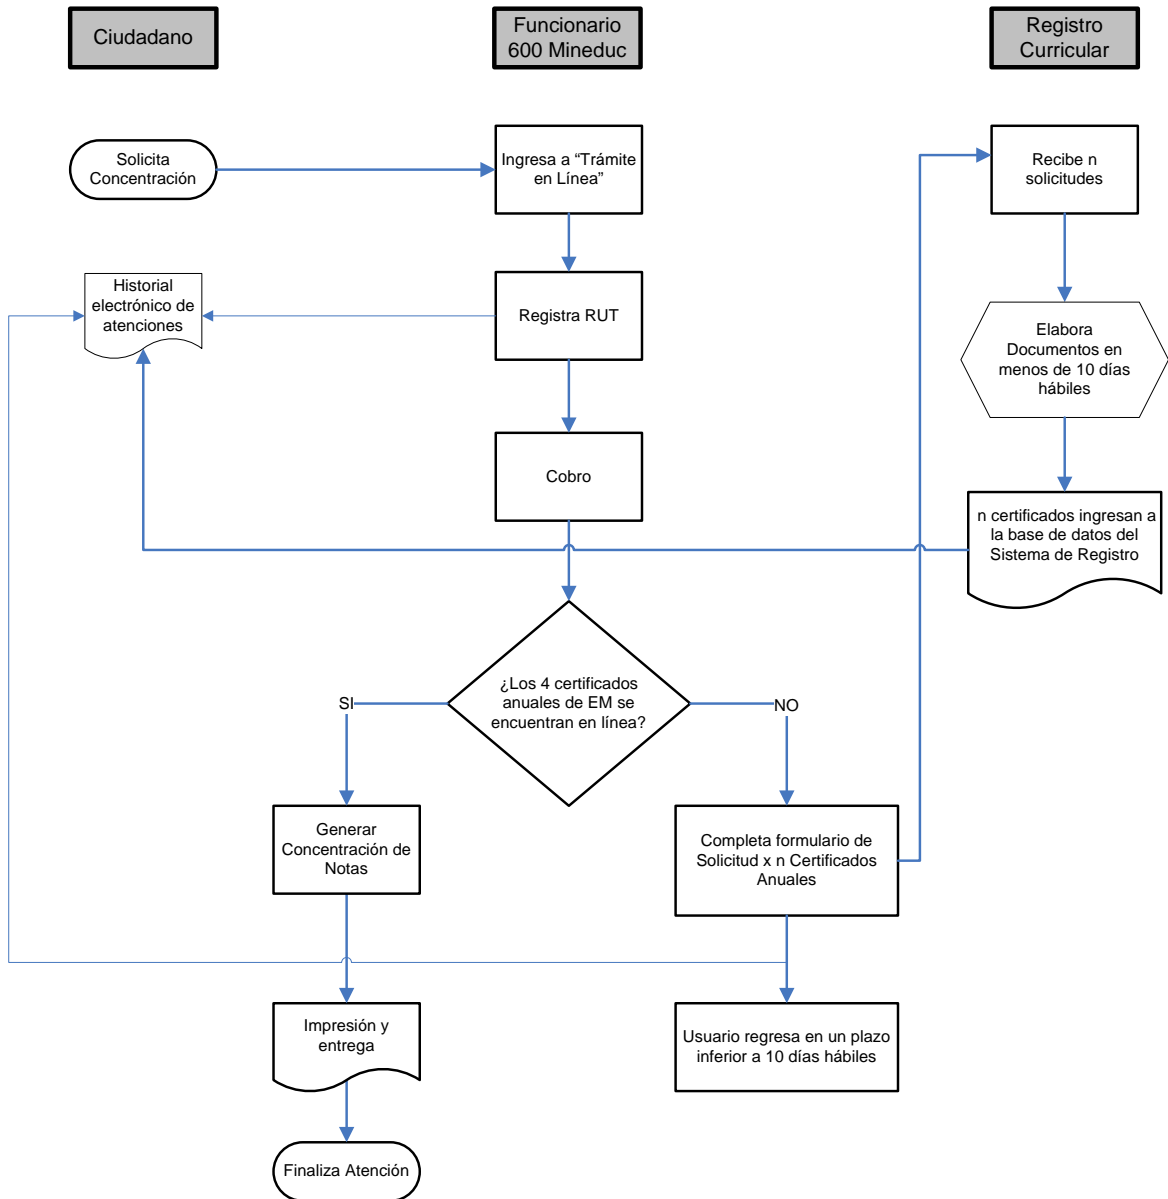 Ciudadano
Funcionario
600 Mineduc
Registro
Curricular
Solicita
Concentración
Ingresa a “Trámite
en Línea”
Recibe n
solicitudes
Historial
electrónico de
atenciones
Registra RUT
Elabora
Documentos en
menos de 10 días
hábiles
Cobro
n certificados ingresan a
la base de datos del
Sistema de Registro
¿Los 4 certificados
anuales de EM se
encuentran en línea?
SI
NO
Generar
Concentración de
Notas
Completa formulario de
Solicitud x n Certificados
Anuales
Impresión y
entrega
Usuario regresa en un plazo
inferior a 10 días hábiles
Finaliza Atención